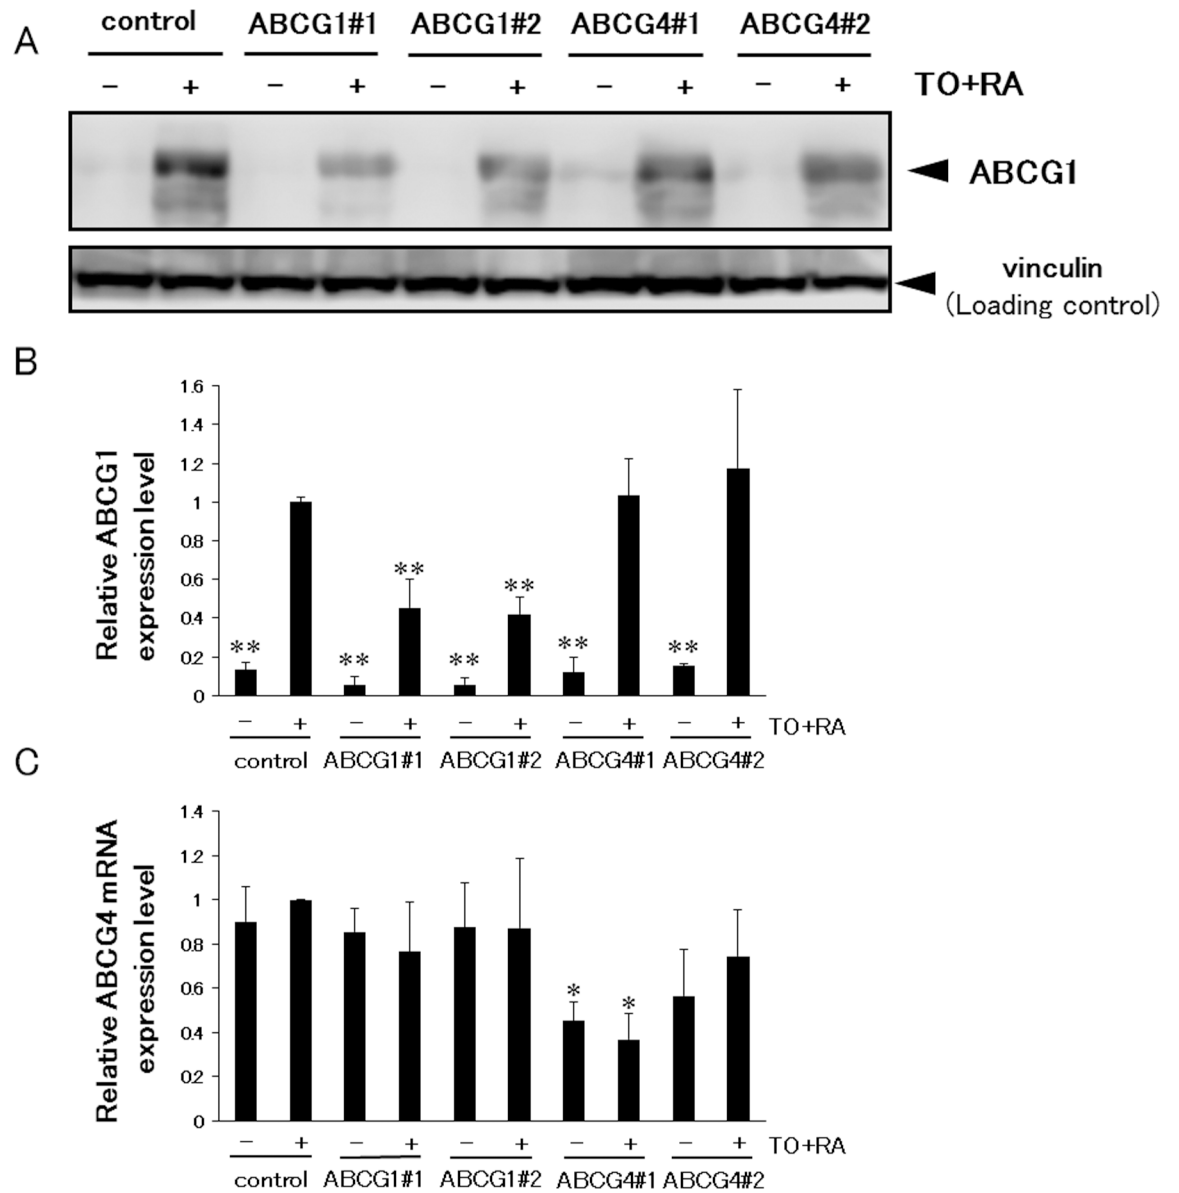 A
control ABCG1#1 ABCG1#2 ABCG4#1 ABCG4#2
− + − + − + − + − + TO+RA
ABCG1
vinculin
(Loading control)
B
Relative ABCG1
expression level
1.6
1.4
1.2
1
0.8
0.6
0.4
0.2
0
** ** ** ** ** ** **
− + − + − + − + − + TO+RA
control ABCG1#1 ABCG1#2 ABCG4#1 ABCG4#2
C
Relative ABCG4 mRNA
expression level
1.4
1.2
1
0.8
0.6
0.4
0.2
0
* *
− + − + − + − + − + TO+RA
control ABCG1#1 ABCG1#2 ABCG4#1 ABCG4#2